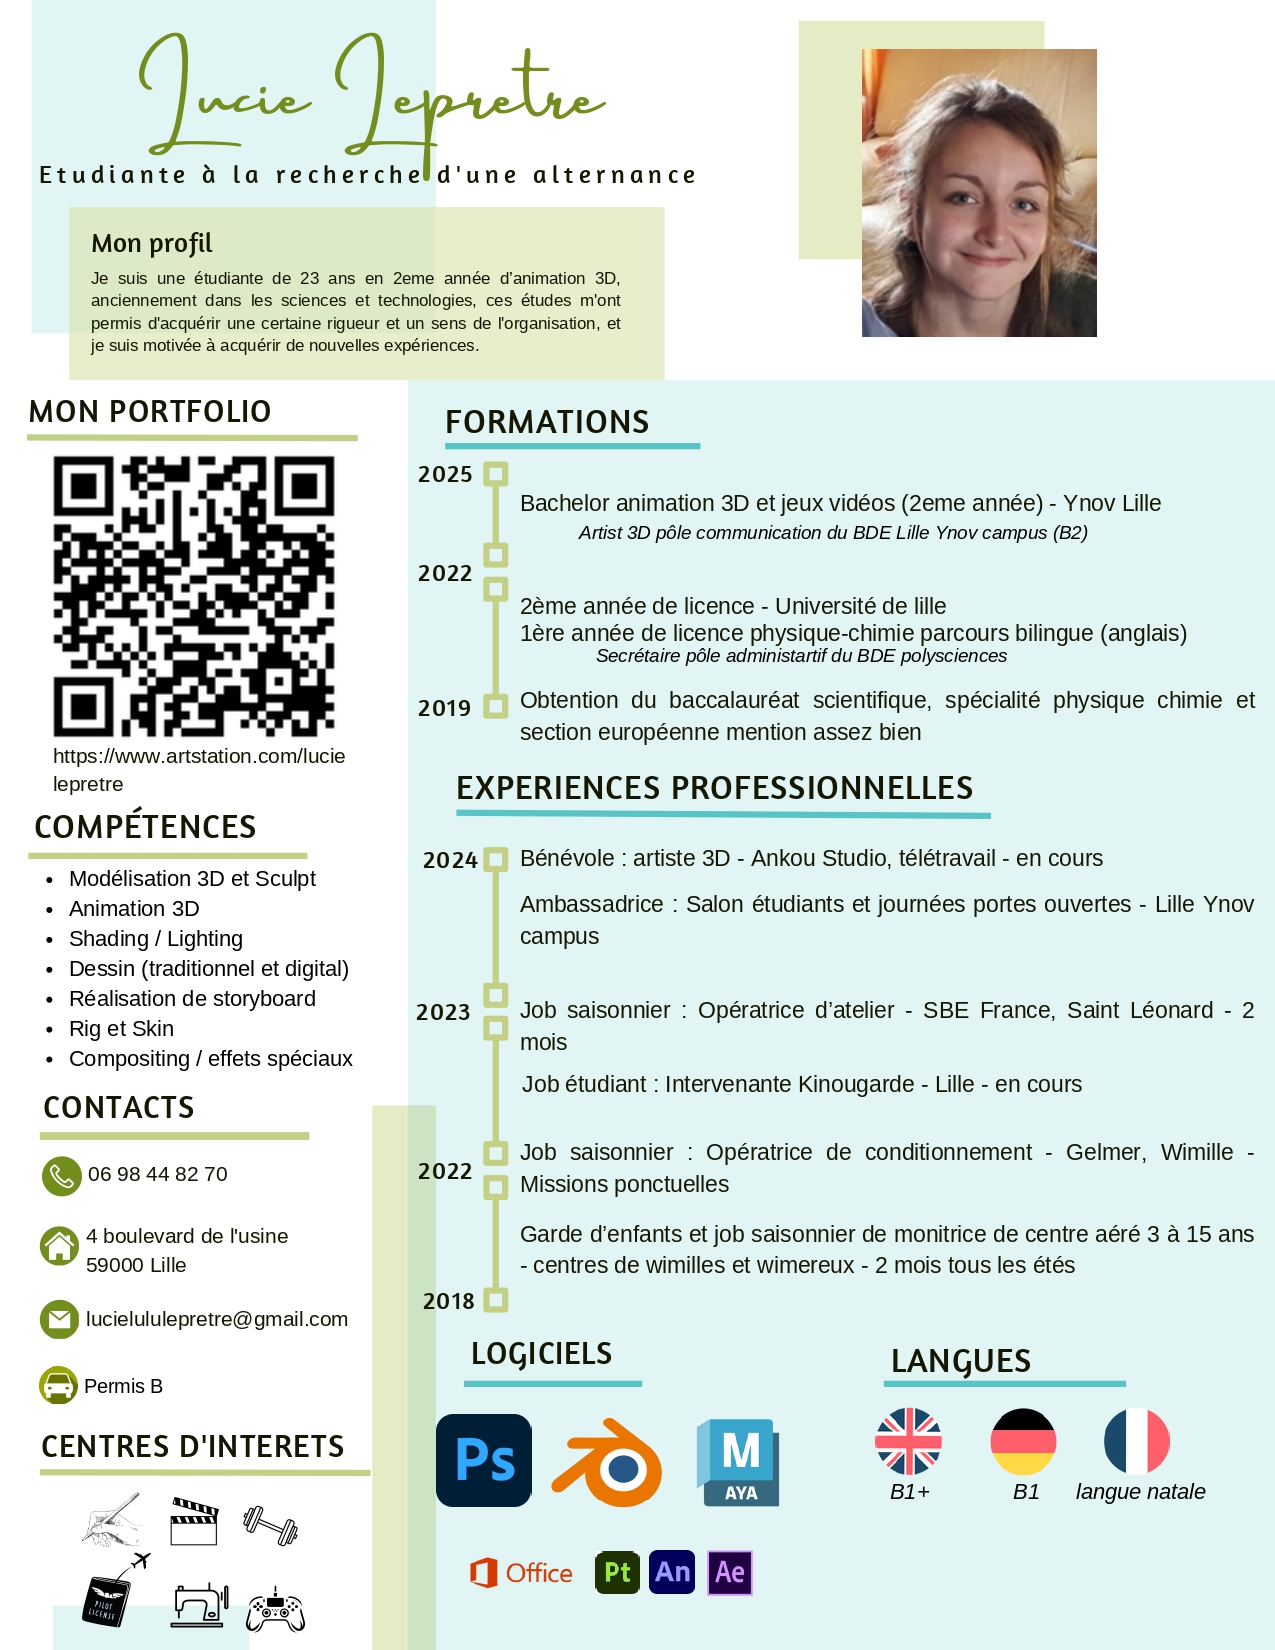 Lucie Lepretre
Etudiante à la recherche d'une alternance
Mon profil
Je suis une étudiante de 23 ans en 2eme année d’animation 3D,
anciennement dans les sciences et technologies, ces études m'ont
permis d'acquérir une certaine rigueur et un sens de l'organisation, et
je suis motivée à acquérir de nouvelles expériences.
MON PORTFOLIO
https://www.artstation.com/lucie
lepretre
COMPÉTENCES
• Modélisation 3D et Sculpt
• Animation 3D
• Shading / Lighting
• Dessin (traditionnel et digital)
• Réalisation de storyboard
• Rig et Skin
• Compositing / effets spéciaux
CONTACTS
06 98 44 82 70
4 boulevard de l'usine
59000 Lille
lucielululepretre@gmail.com
Permis B
CENTRES D'INTERETS
PILOT
LICENSE
FORMATIONS
2025
Bachelor animation 3D et jeux vidéos (2eme année) - Ynov Lille
Artist 3D pôle communication du BDE Lille Ynov campus (B2)
2022
2ème année de licence - Université de lille
1ère année de licence physique-chimie parcours bilingue (anglais)
Secrétaire pôle administartif du BDE polysciences
2019
Obtention du baccalauréat scientifique, spécialité physique chimie et
section européenne mention assez bien
EXPERIENCES PROFESSIONNELLES
2024
Bénévole : artiste 3D - Ankou Studio, télétravail - en cours
Ambassadrice : Salon étudiants et journées portes ouvertes - Lille Ynov
campus
2023
Job saisonnier : Opératrice d’atelier - SBE France, Saint Léonard - 2
mois
Job étudiant : Intervenante Kinougarde - Lille - en cours
2022
Job saisonnier : Opératrice de conditionnement - Gelmer, Wimille -
Missions ponctuelles
Garde d’enfants et job saisonnier de monitrice de centre aéré 3 à 15 ans
- centres de wimilles et wimereux - 2 mois tous les étés
2018
LOGICIELS
Ps
M
AYA
Office
Pt
An
Ae
LANGUES
B1+
B1
langue natale